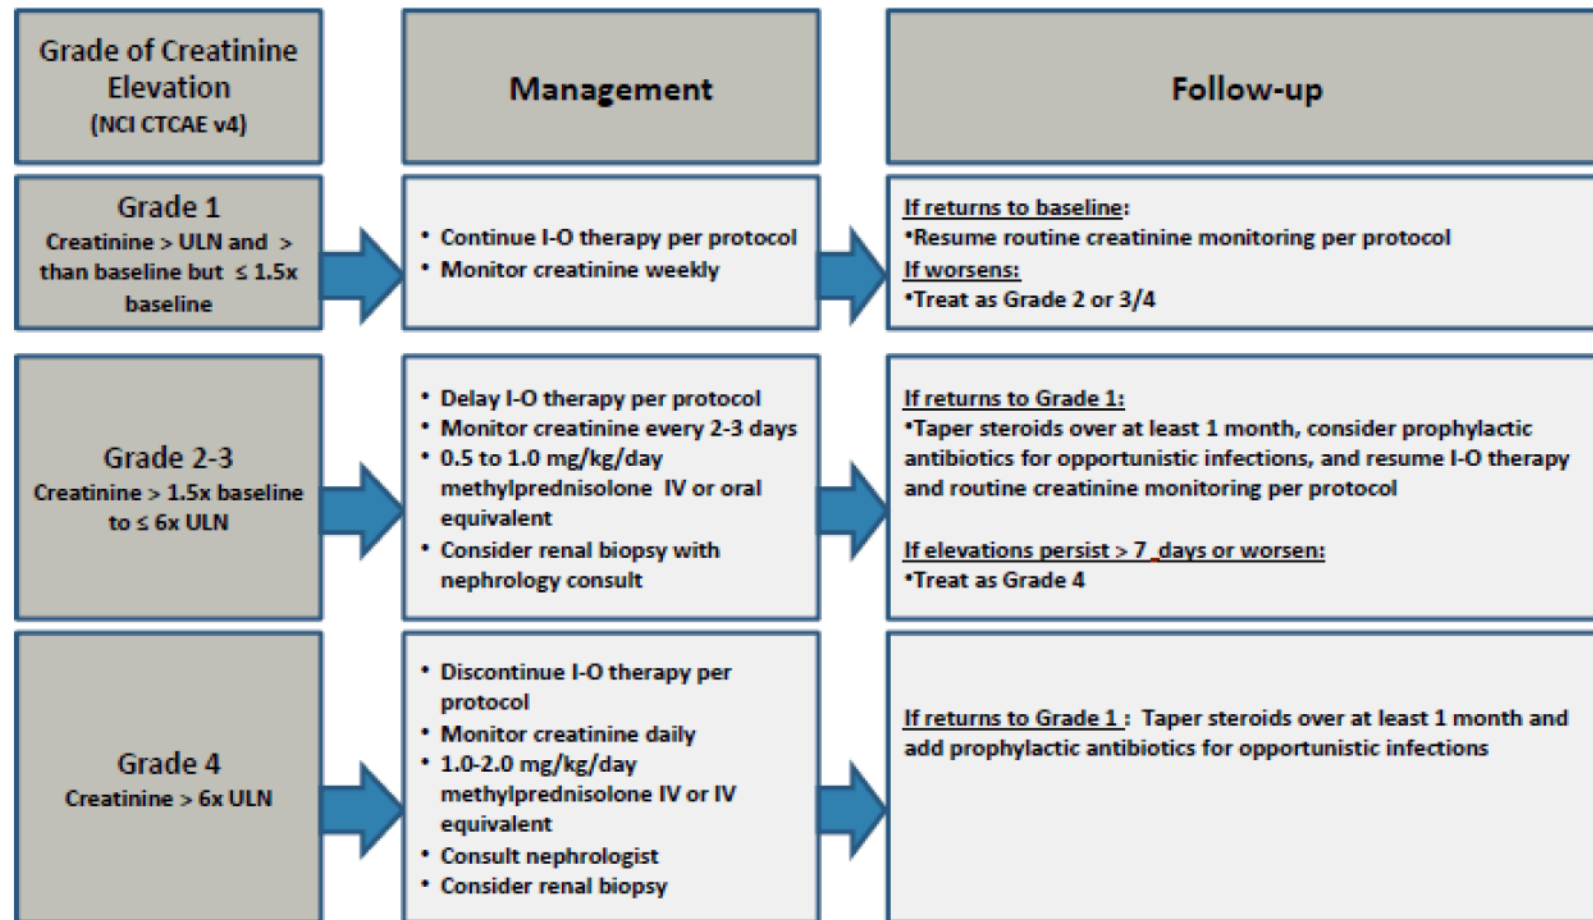 Grade of Creatinine
Elevation
(NCI CTCAE v4)
Management
Follow-up
Grade 1
Creatinine > ULN and >
than baseline but ≤ 1.5x
baseline
• Continue I-O therapy per protocol
• Monitor creatinine weekly
If returns to baseline:
•Resume routine creatinine monitoring per protocol
If worsens:
•Treat as Grade 2 or 3/4
Grade 2-3
Creatinine > 1.5x baseline
to ≤ 6x ULN
• Delay I-O therapy per protocol
• Monitor creatinine every 2-3 days
• 0.5 to 1.0 mg/kg/day
methylprednisolone IV or oral
equivalent
• Consider renal biopsy with
nephrology consult
If returns to Grade 1:
•Taper steroids over at least 1 month, consider prophylactic
antibiotics for opportunistic infections, and resume I-O therapy
and routine creatinine monitoring per protocol
If elevations persist > 7 days or worsen:
•Treat as Grade 4
Grade 4
Creatinine > 6x ULN
• Discontinue I-O therapy per
protocol
• Monitor creatinine daily
• 1.0-2.0 mg/kg/day
methylprednisolone IV or IV
equivalent
• Consult nephrologist
• Consider renal biopsy
If returns to Grade 1 : Taper steroids over at least 1 month and
add prophylactic antibiotics for opportunistic infections